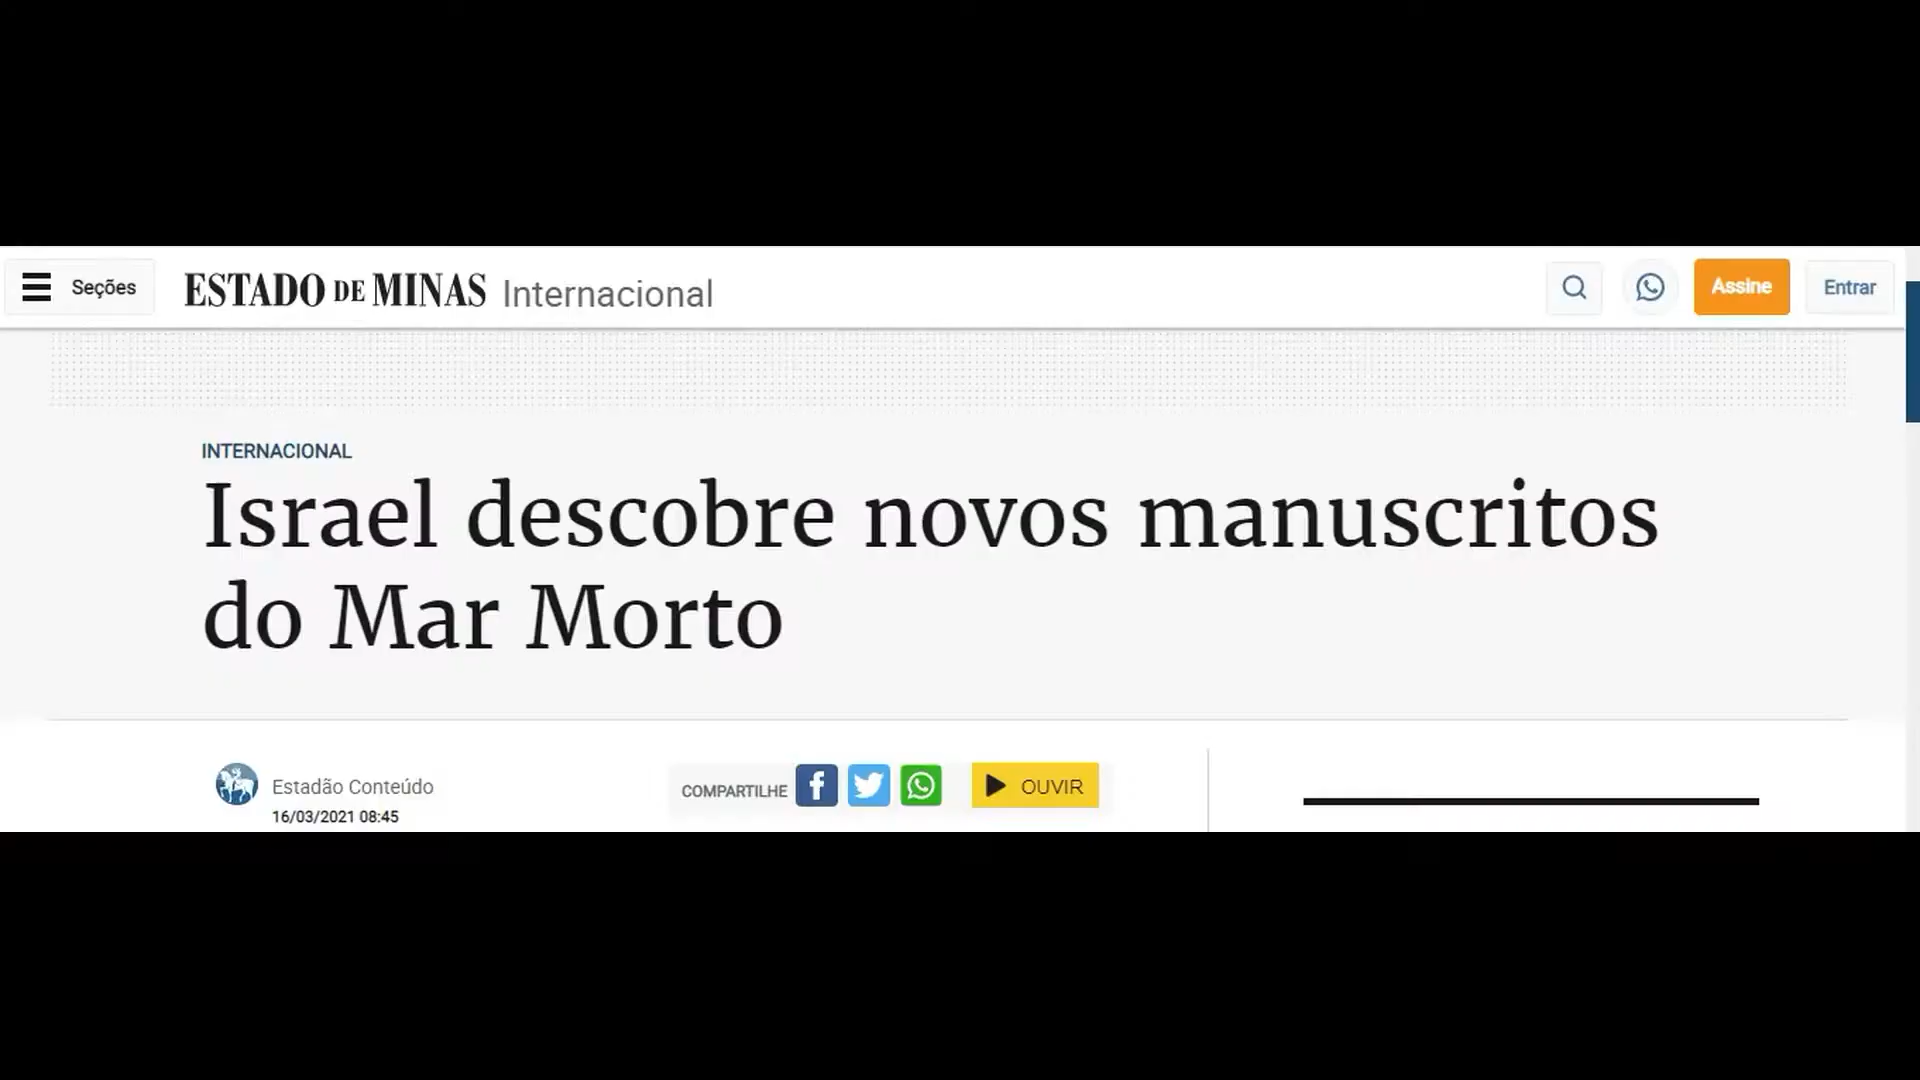 Seções
ESTADO DE MINAS Internacional
Assine
Entrar
INTERNACIONAL
Israel descobre novos manuscritos
do Mar Morto
Estadão Conteúdo
16/03/2021 08:45
COMPARTILHE
OUVIR